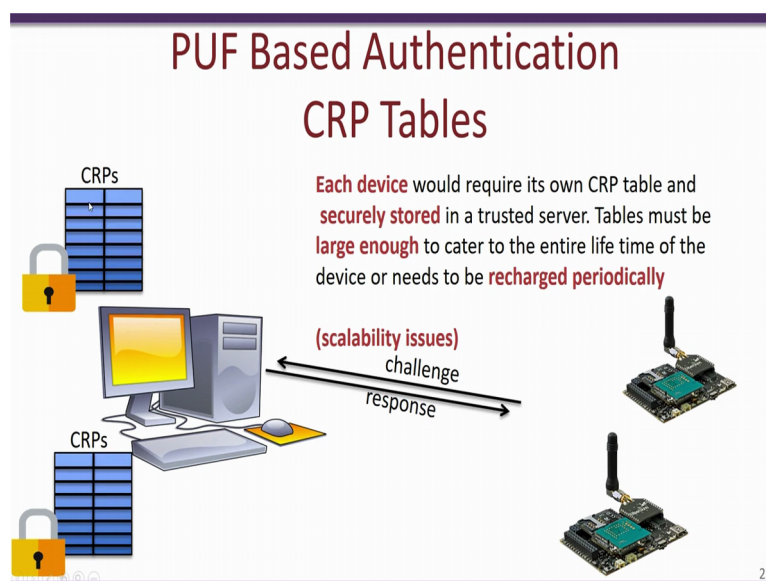 PUF Based Authentication
CRP Tables
CRPs
Each device would require its own CRP table and
securely stored in a trusted server. Tables must be
large enough to cater to the entire life time of the
device or needs to be recharged periodically
(scalability issues)
challenge
response
CRPs
2